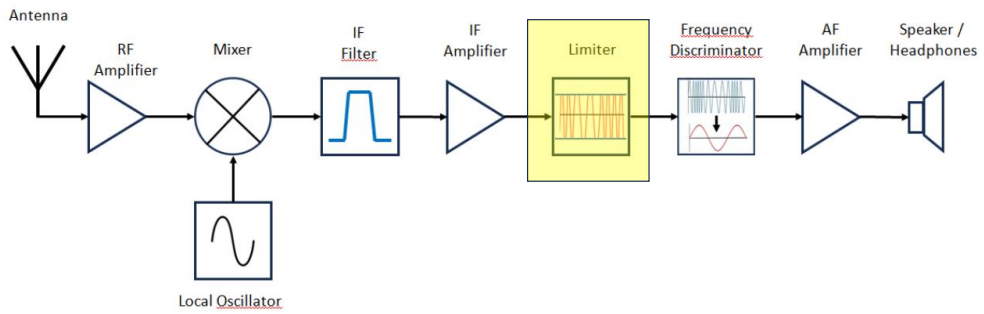 Antenna
RF
Amplifier
Mixer
IF
Filter
IF
Amplifier
Limiter
Frequency
Discriminator
AF
Amplifier
Speaker /
Headphones
Local Oscillator